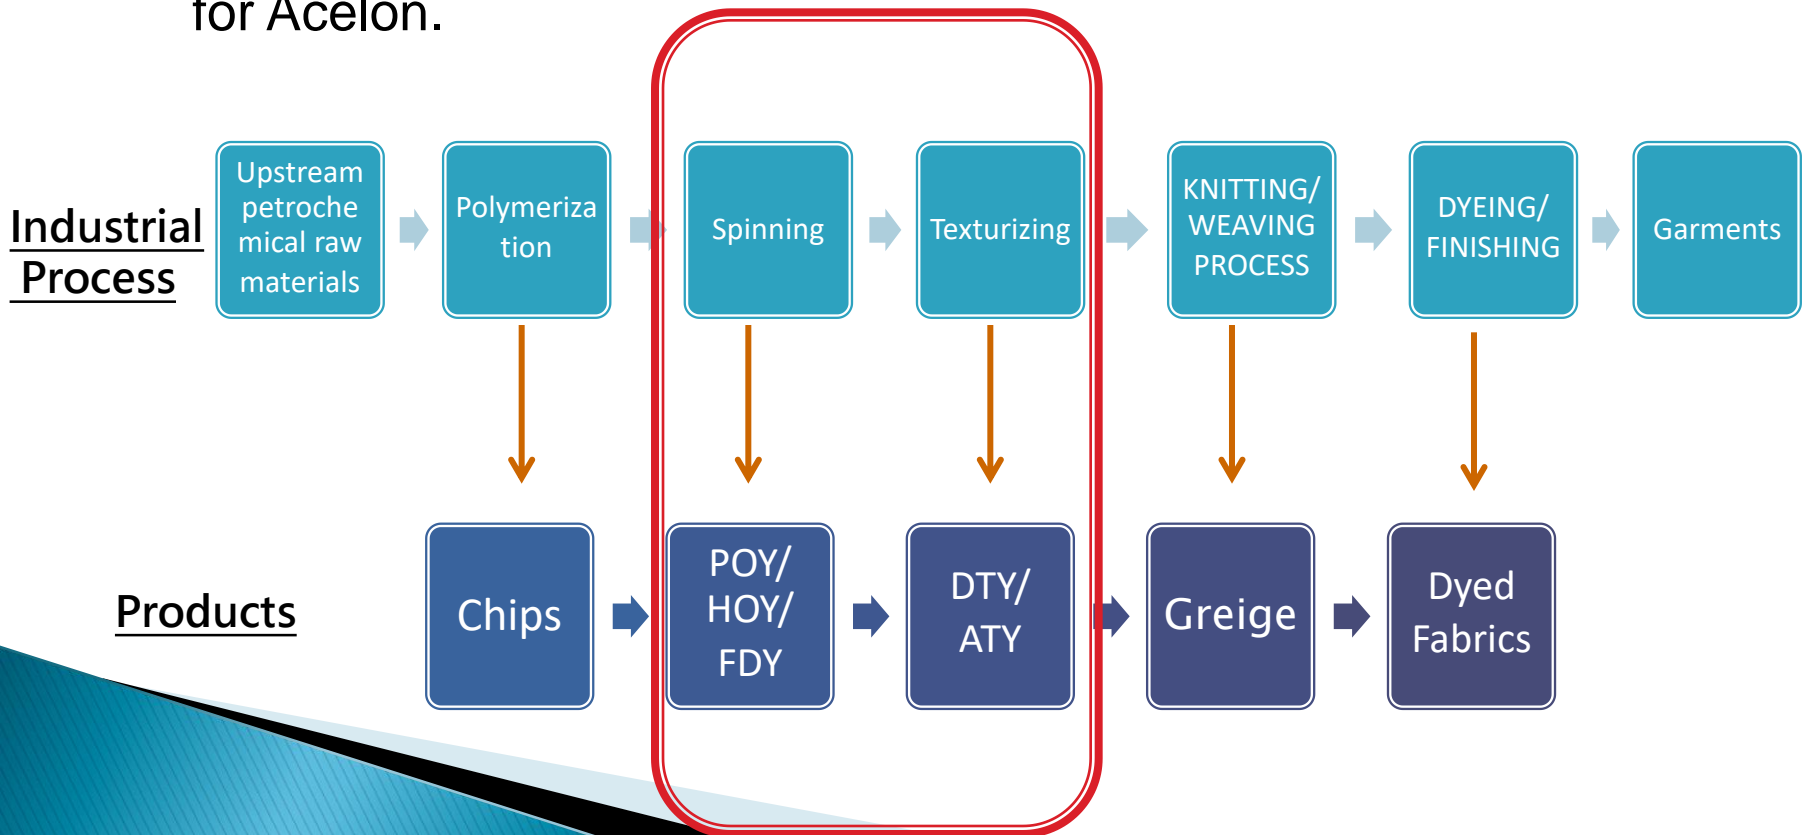 for Acelon.
Industrial
Process
Upstream
petroche
mical raw
materials
Polymeriza
tion
Spinning
Texturizing
KNITTING/
WEAVING
PROCESS
DYEING/
FINISHING
Garments
Products
Chips
POY/
HOY/
FDY
DTY/
ATY
Greige
Dyed
Fabrics